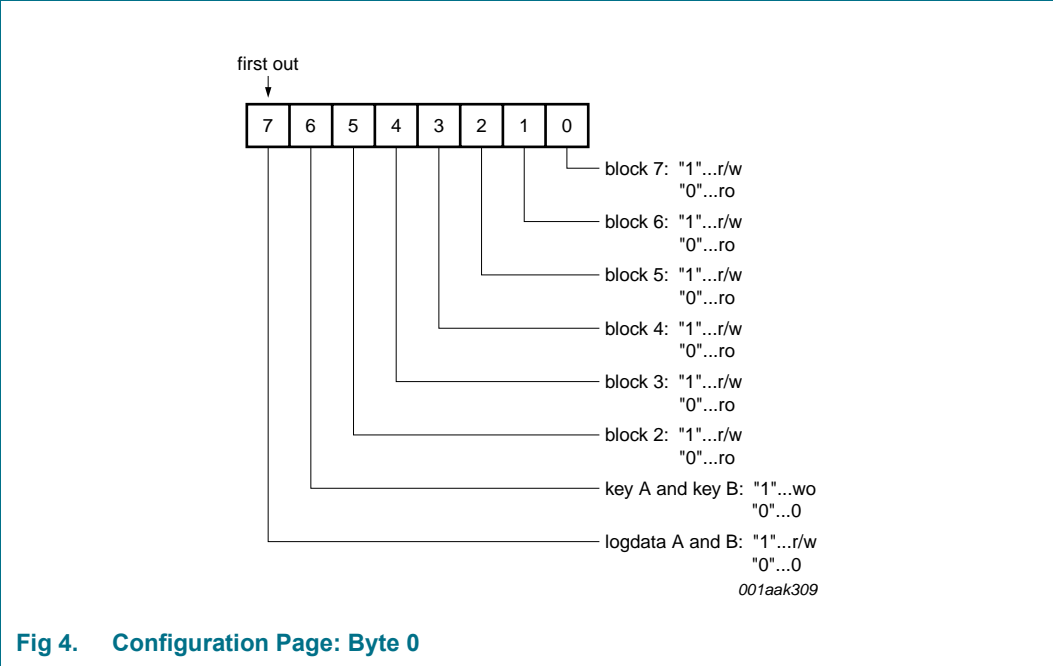 first out
7 6 5 4 3 2 1 0
block 7: "1"...r/w
"0"...ro
block 6: "1"...r/w
"0"...ro
block 5: "1"...r/w
"0"...ro
block 4: "1"...r/w
"0"...ro
block 3: "1"...r/w
"0"...ro
block 2: "1"...r/w
"0"...ro
key A and key B: "1"...wo
"0"...0
logdata A and B: "1"...r/w
"0"...0
001aak309
Fig 4. Configuration Page: Byte 0